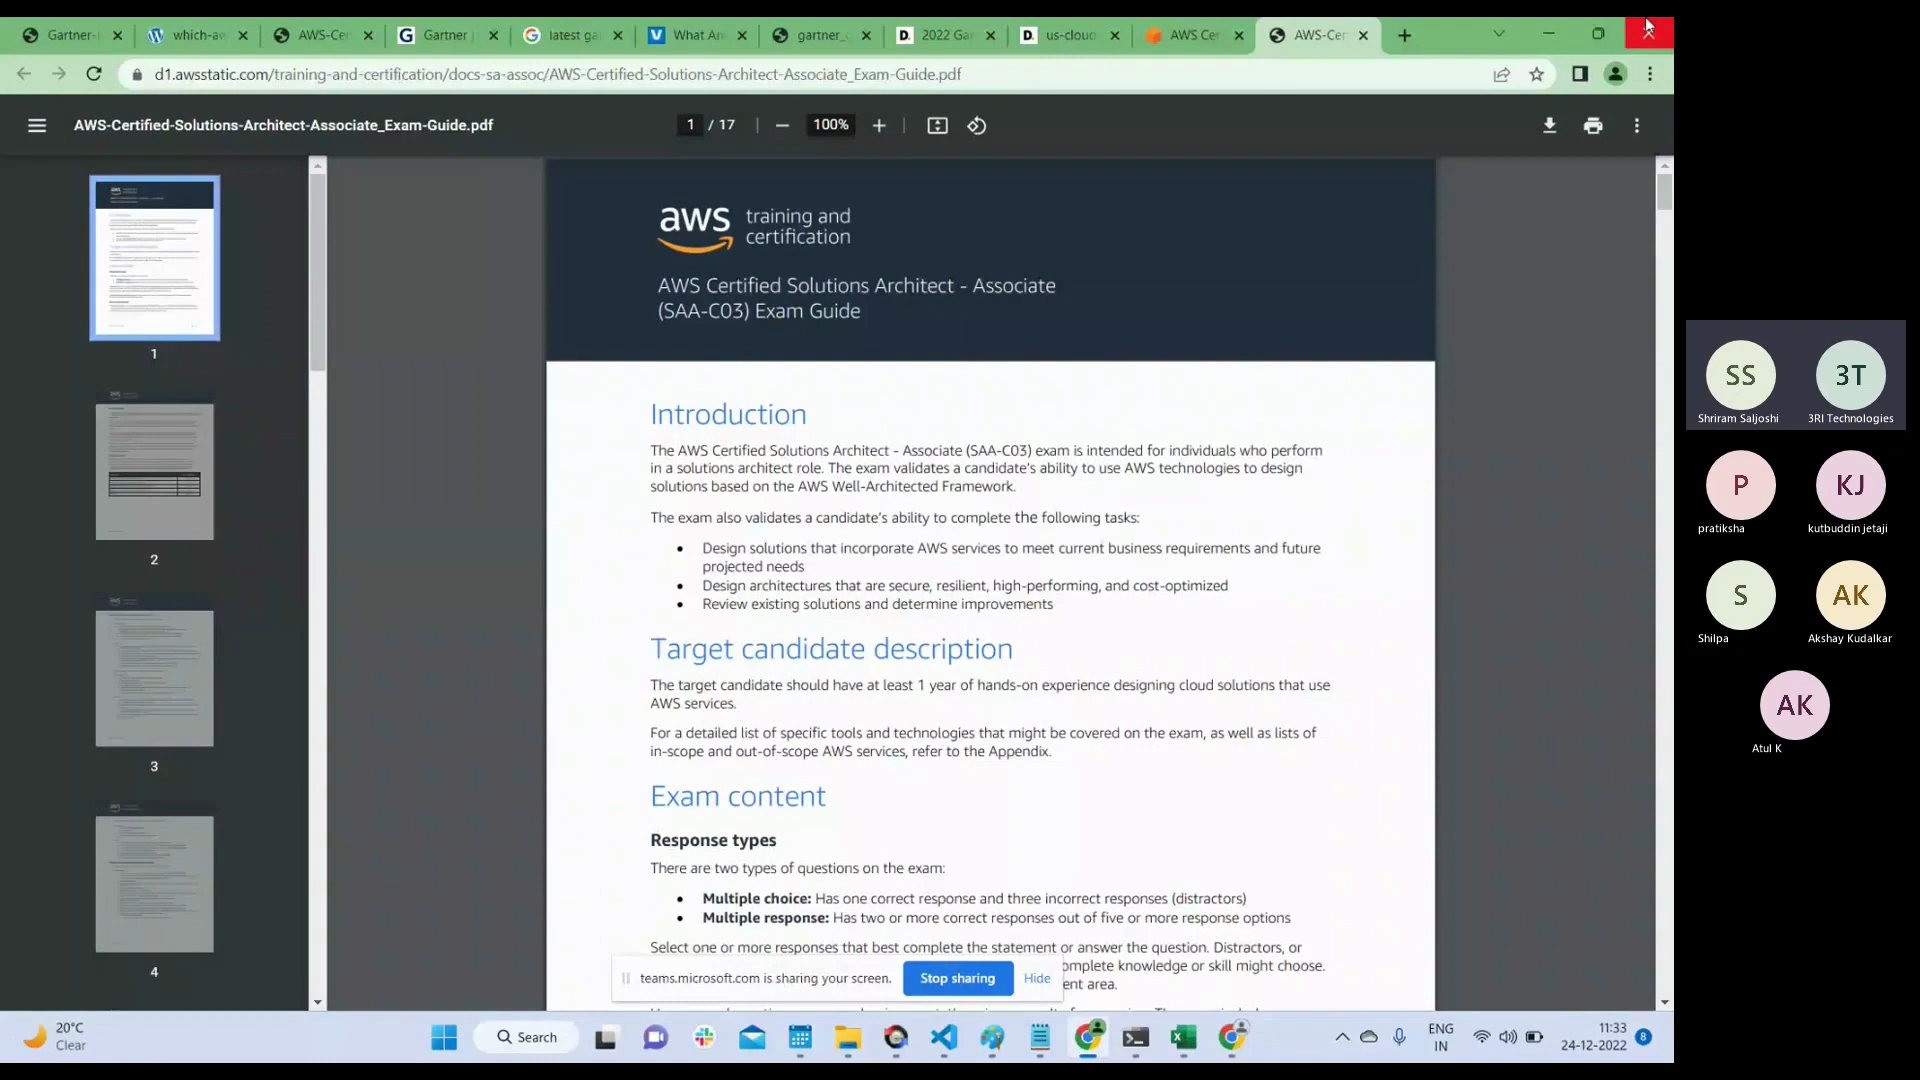 Gartner-
which-aw
AWS-Cer
Gartner
latest ga
What Ar
gartner_
2022 Gar
us-cloud
AWS Cer
AWS-Cer
d1.awsstatic.com/training-and-certification/docs-sa-assoc/AWS-Certified-Solutions-Architect-Associate_Exam-Guide.pdf
AWS-Certified-Solutions-Architect-Associate_Exam-Guide.pdf
1 / 17
100%
1
2
3
4
aws training and
certification
AWS Certified Solutions Architect - Associate
(SAA-C03) Exam Guide
Introduction
The AWS Certified Solutions Architect - Associate (SAA-C03) exam is intended for individuals who perform
in a solutions architect role. The exam validates a candidate's ability to use AWS technologies to design
solutions based on the AWS Well-Architected Framework.
The exam also validates a candidate's ability to complete the following tasks:
• Design solutions that incorporate AWS services to meet current business requirements and future
projected needs
• Design architectures that are secure, resilient, high-performing, and cost-optimized
• Review existing solutions and determine improvements
Target candidate description
The target candidate should have at least 1 year of hands-on experience designing cloud solutions that use
AWS services.
For a detailed list of specific tools and technologies that might be covered on the exam, as well as lists of
in-scope and out-of-scope AWS services, refer to the Appendix.
Exam content
Response types
There are two types of questions on the exam:
• Multiple choice: Has one correct response and three incorrect responses (distractors)
• Multiple response: Has two or more correct responses out of five or more response options
Select one or more responses that best complete the statement or answer the question. Distractors, or
omplete knowledge or skill might choose.
ent area.
teams.microsoft.com is sharing your screen.
Stop sharing
Hide
SS
Shriram Saljoshi
3T
3RI Technologies
P
pratiksha
KJ
kutbuddin jetaji
S
Shilpa
AK
Akshay Kudalkar
AK
Atul K
20°C
Clear
Search
ENG
IN
11:33
24-12-2022
8